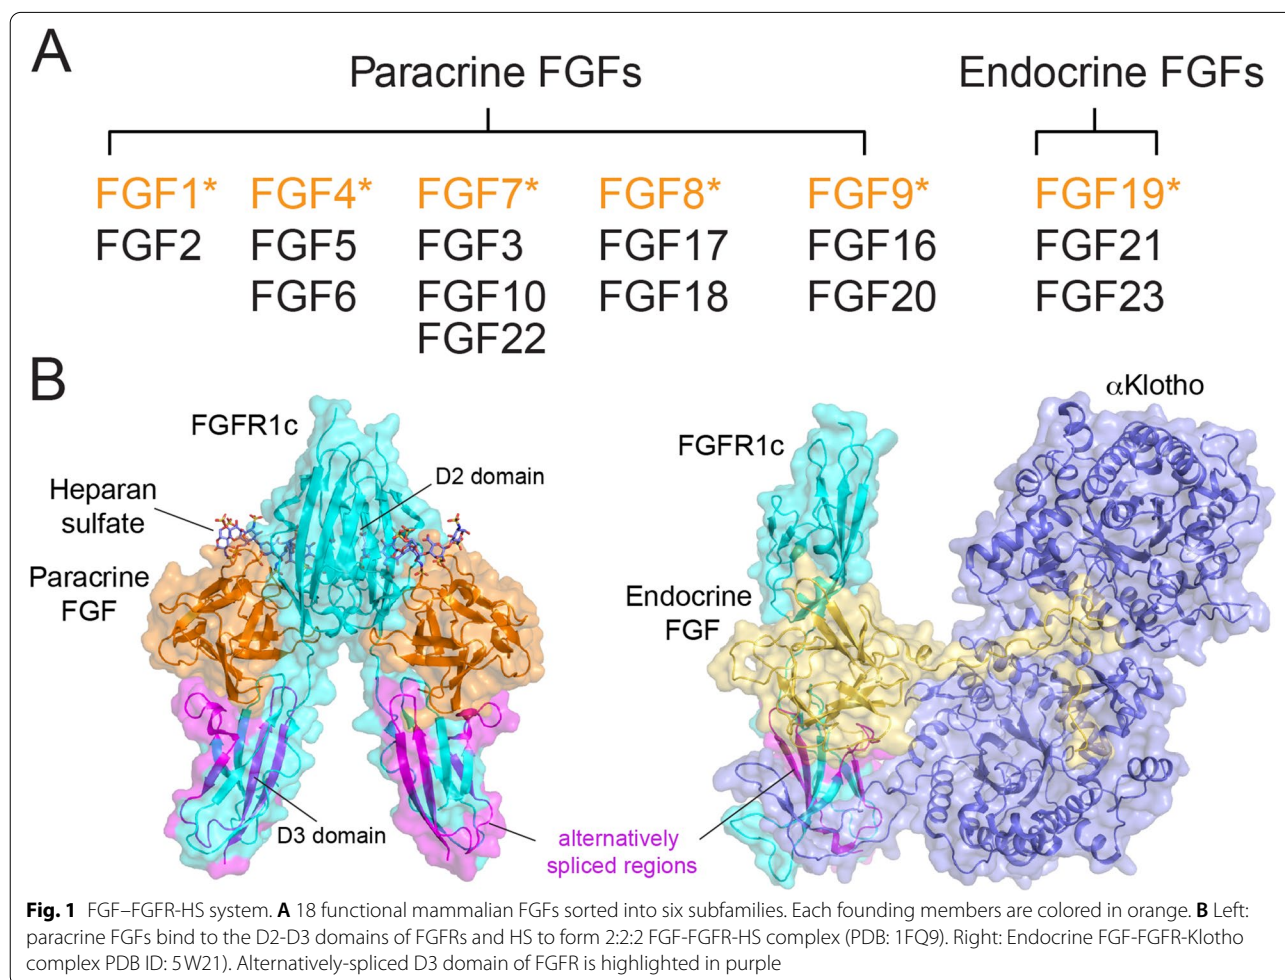 A
Paracrine FGFs
Endocrine FGFs
FGF1* FGF4* FGF7* FGF8* FGF9* FGF19*
FGF2 FGF5 FGF3 FGF17 FGF16 FGF21
FGF6 FGF10 FGF18 FGF20 FGF23
FGF22
B
FGFR1c
D2 domain
Heparan
sulfate
Paracrine
FGF
D3 domain
αKlotho
FGFR1c
Endocrine
FGF
alternatively
spliced regions
Fig. 1 FGF–FGFR-HS system. A 18 functional mammalian FGFs sorted into six subfamilies. Each founding members are colored in orange. B Left:
paracrine FGFs bind to the D2-D3 domains of FGFRs and HS to form 2:2:2 FGF-FGFR-HS complex (PDB: 1FQ9). Right: Endocrine FGF-FGFR-Klotho
complex PDB ID: 5W21). Alternatively-spliced D3 domain of FGFR is highlighted in purple